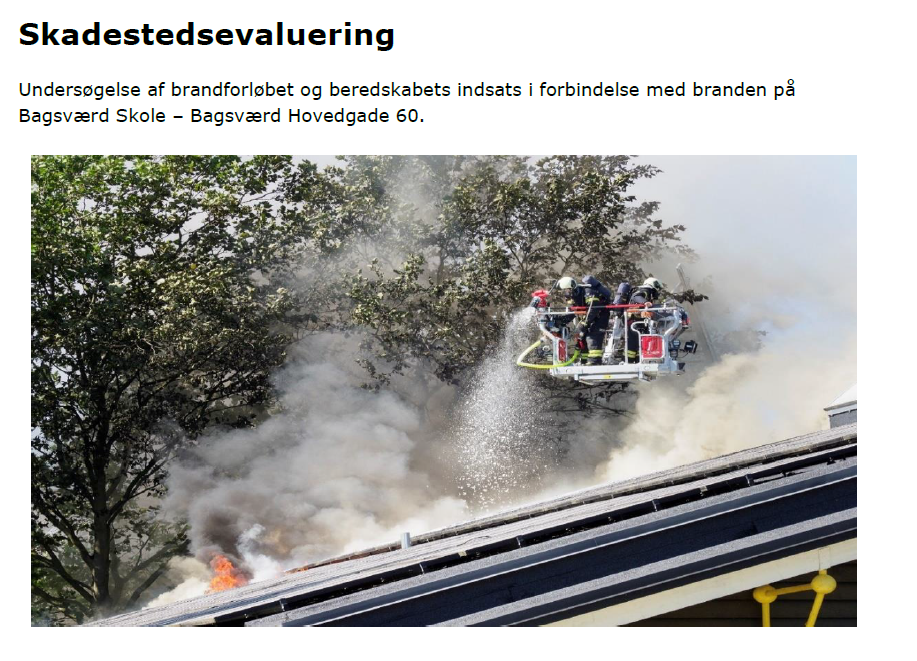 Skadestedsevaluering
Undersøgelse af brandforløbet og beredskabets indsats i forbindelse med branden på
Bagsværd Skole – Bagsværd Hovedgade 60.